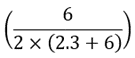 (6 / (2 × (2.3 + 6)))